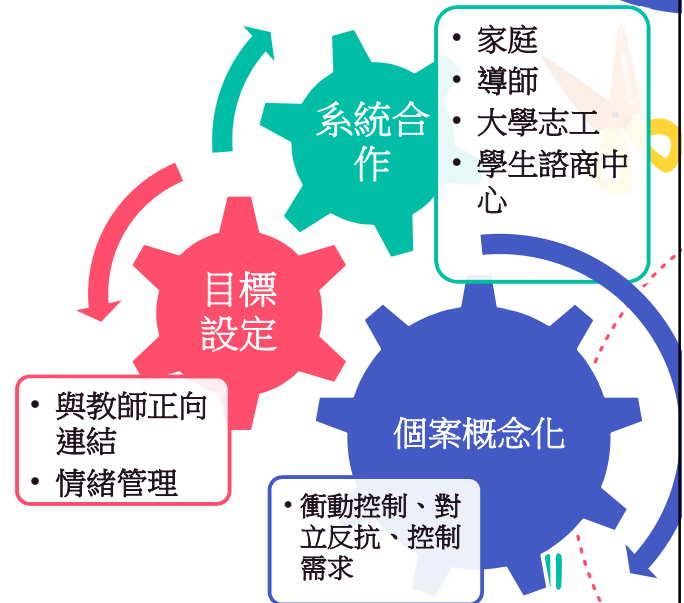 • 家庭
• 導師
• 大學志工
• 學生諮商中
心
系統合
作
目標
設定
• 與教師正向
連結
• 情緒管理
個案概念化
• 衝動控制、對
立反抗、控制
需求